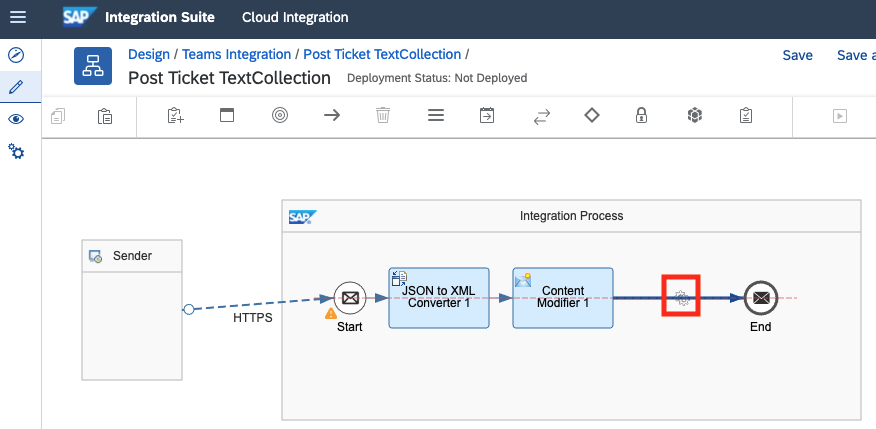 SAP Integration Suite Cloud Integration
Design / Teams Integration / Post Ticket TextCollection /
Save Save a
Post Ticket TextCollection Deployment Status: Not Deployed
SAP Integration Process
Sender
HTTPS
Start
JSON to XML
Converter 1
Content
Modifier 1
End